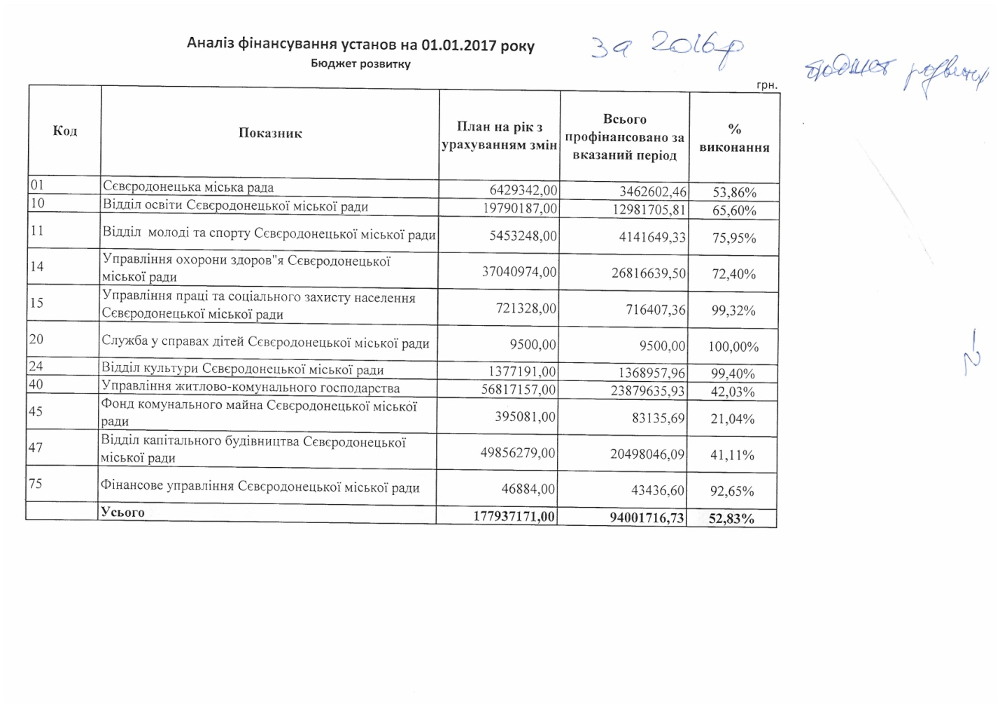 Аналіз фінансування установ на 01.01.2017 року
за 2016р
Бюджет розвитку
бюджет розвитку
грн.
Код
Показник
План на рік з
урахуванням змін
Всього
профінансовано за
вказаний період
%
виконання
01 Сєвєродонецька міська рада 6429342,00 3462602,46 53,86%
10 Відділ освіти Сєвєродонецької міської ради 19790187,00 12981705,81 65,60%
11 Відділ молоді та спорту Сєвєродонецької міської ради 5453248,00 4141649,33 75,95%
14 Управління охорони здоров"я Сєвєродонецької
міської ради 37040974,00 26816639,50 72,40%
15 Управління праці та соціального захисту населення
Сєвєродонецької міської ради 721328,00 716407,36 99,32%
20 Служба у справах дітей Сєвєродонецької міської ради 9500,00 9500,00 100,00%
24 Відділ культури Сєвєродонецької міської ради 1377191,00 1368957,96 99,40%
40 Управління житлово-комунального господарства 56817157,00 23879635,93 42,03%
45 Фонд комунального майна Сєвєродонецької міської
ради 395081,00 83135,69 21,04%
47 Відділ капітального будівництва Сєвєродонецької
міської ради 49856279,00 20498046,09 41,11%
75 Фінансове управління Сєвєродонецької міської ради 46884,00 43436,60 92,65%
Усього 177937171,00 94001716,73 52,83%